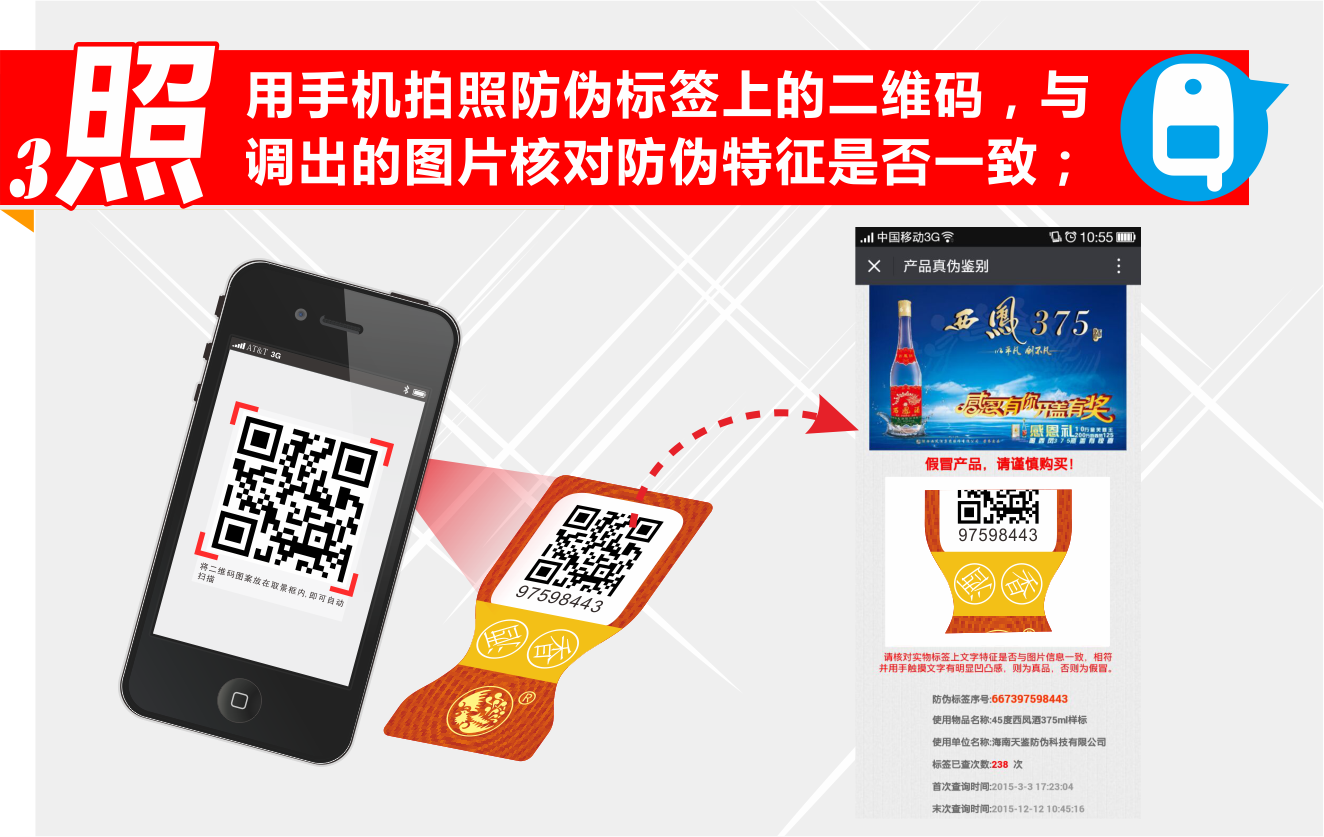 3 照
用手机拍照防伪标签上的二维码，与
调出的图片核对防伪特征是否一致；
AT&T 3G
将二维码图案放在取景框内,即可自动
扫描
97598443
香
®
中国移动3G
10:55
产品真伪鉴别
西鳳375
感恩有你 开盖有奖
感恩礼
假冒产品，请谨慎购买！
97598443
香
请核对实物标签上文字特征是否与图片信息一致，相符
并用手触摸文字有明显凹凸感，则为真品，否则为假冒。
防伪标签序号:667397598443
使用物品名称:45度西凤酒375ml样标
使用单位名称:海南天鉴防伪科技有限公司
标签已查次数:238 次
首次查询时间:2015-3-3 17:23:04
末次查询时间:2015-12-12 10:45:16